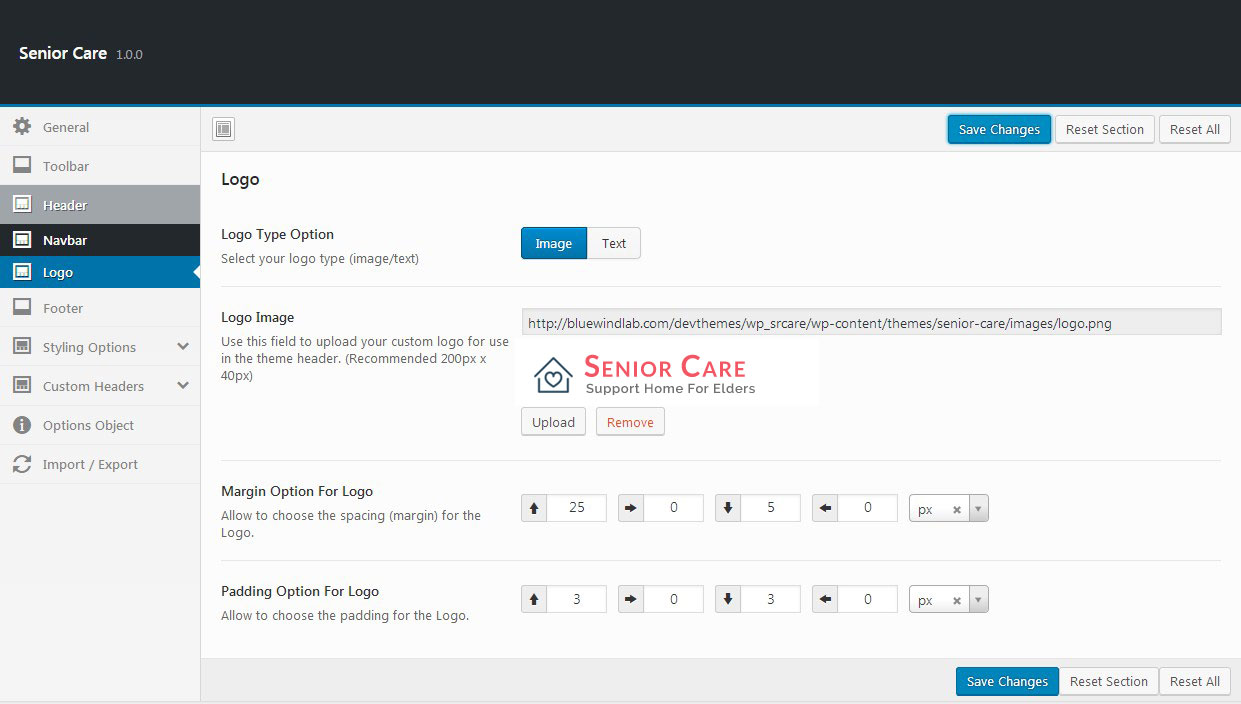 Senior Care 1.0.0
General
Toolbar
Header
Navbar
Logo
Footer
Styling Options
Custom Headers
Options Object
Import / Export
Save Changes Reset Section Reset All
Logo
Logo Type Option
Select your logo type (image/text)
Image Text
Logo Image
Use this field to upload your custom logo for use
in the theme header. (Recommended 200px x
40px)
http://bluewindlab.com/devthemes/wp_srcare/wp-content/themes/senior-care/images/logo.png
SENIOR CARE
Support Home For Elders
Upload Remove
Margin Option For Logo
Allow to choose the spacing (margin) for the
Logo.
25 0 5 0 px
Padding Option For Logo
Allow to choose the padding for the Logo.
3 0 3 0 px
Save Changes Reset Section Reset All